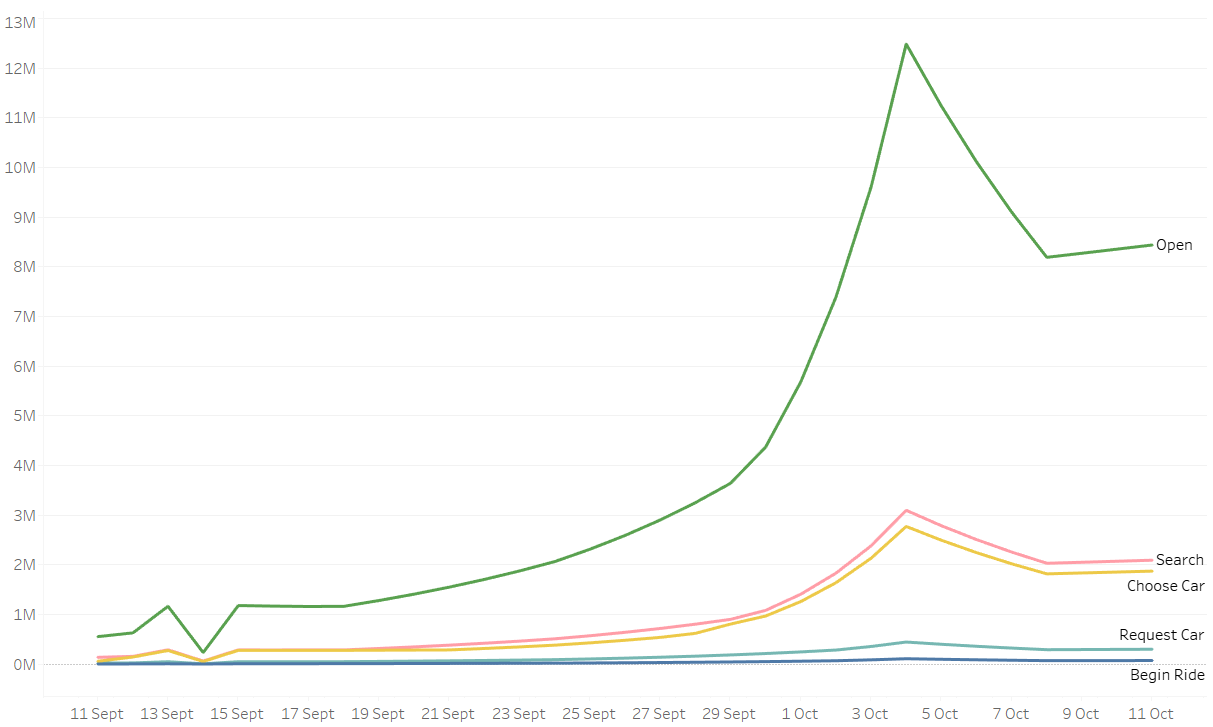 13M
12M
11M
10M
9M
8M
7M
6M
5M
4M
3M
2M
1M
0M
Open
Search
Choose Car
Request Car
Begin Ride
11 Sept 13 Sept 15 Sept 17 Sept 19 Sept 21 Sept 23 Sept 25 Sept 27 Sept 29 Sept 1 Oct 3 Oct 5 Oct 7 Oct 9 Oct 11 Oct